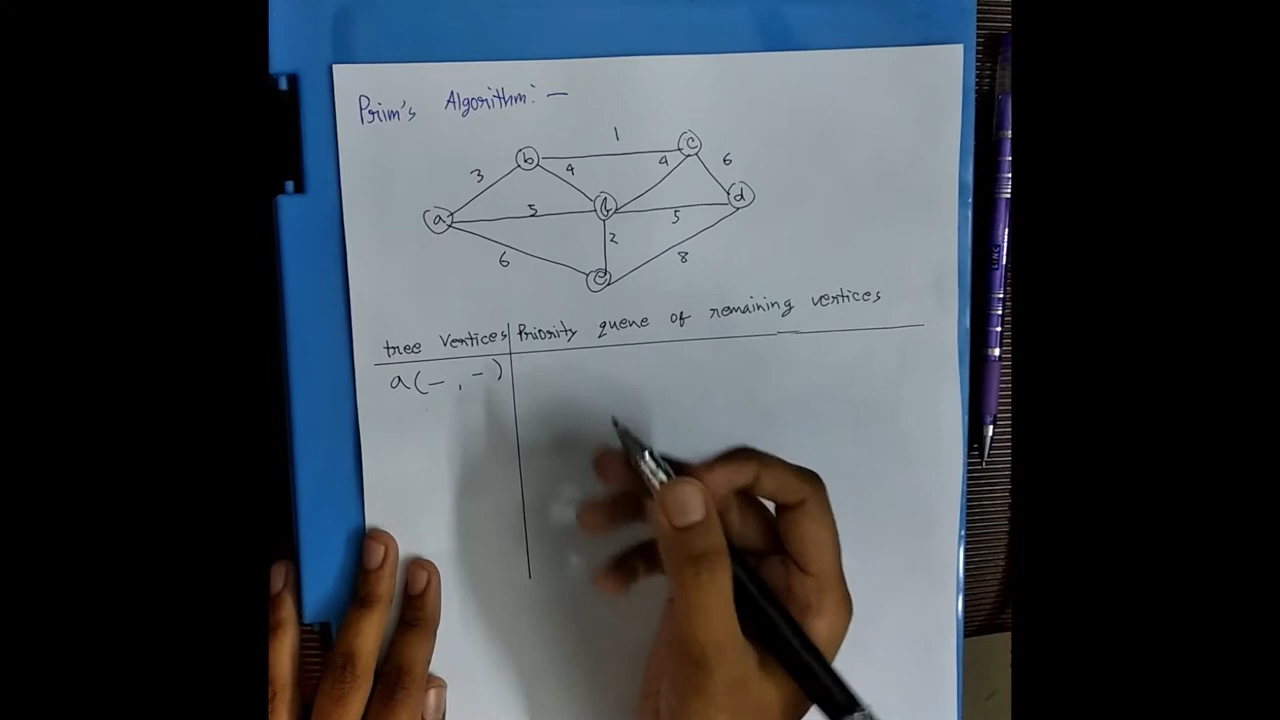 Prim's Algorithm: -
1
b
c
3
4
4
6
a
5
f
5
d
2
6
e
8
tree vertices Priority queue of remaining vertices
a(-, -)
LINC